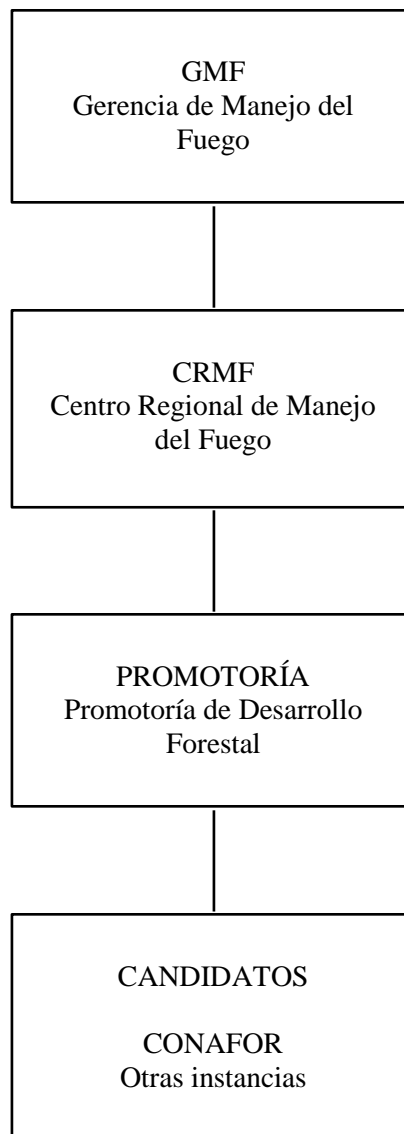 GMF
Gerencia de Manejo del
Fuego
CRMF
Centro Regional de Manejo
del Fuego
PROMOTORÍA
Promotoría de Desarrollo
Forestal
CANDIDATOS
CONAFOR
Otras instancias